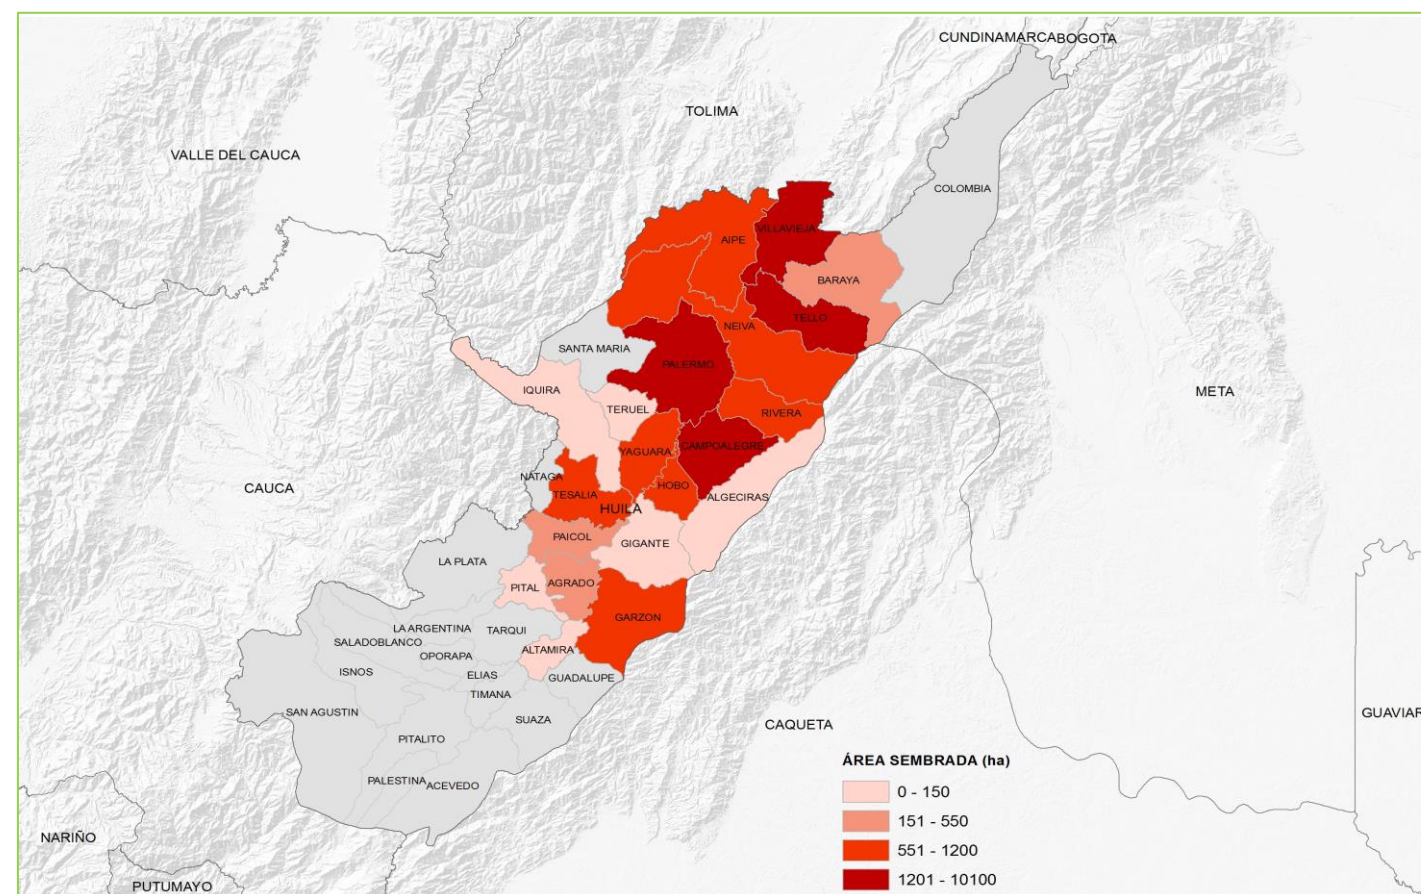 CUNDINAMARCA
BOGOTA
TOLIMA
VALLE DEL CAUCA
COLOMBIA
VILLAVIEJA
AIPE
BARAYA
TELLO
NEIVA
SANTA MARIA
PALERMO
META
IQUIRA
TERUEL
RIVERA
CAMPOALEGRE
YAGUARA
NATAGA
CAUCA
HOBO
TESALIA
ALGECIRAS
HUILA
PAICOL
GIGANTE
LA PLATA
AGRADO
PITAL
GARZON
LA ARGENTINA
TARQUI
SALADOBLANCO
ALTAMIRA
OPORAPA
ISNOS
ELIAS
GUADALUPE
TIMANA
SAN AGUSTIN
GUAVIAR
SUAZA
CAQUETA
PITALITO
PALESTINA
ACEVEDO
NARIÑO
PUTUMAYO
ÁREA SEMBRADA (ha)
0 - 150
151 - 550
551 - 1200
1201 - 10100